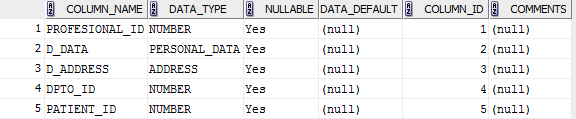 COLUMN_NAME DATA_TYPE NULLABLE DATA_DEFAULT COLUMN_ID COMMENTS
1 PROFESIONAL_ID NUMBER Yes (null) 1 (null)
2 D_DATA PERSONAL_DATA Yes (null) 2 (null)
3 D_ADDRESS ADDRESS Yes (null) 3 (null)
4 DPTO_ID NUMBER Yes (null) 4 (null)
5 PATIENT_ID NUMBER Yes (null) 5 (null)